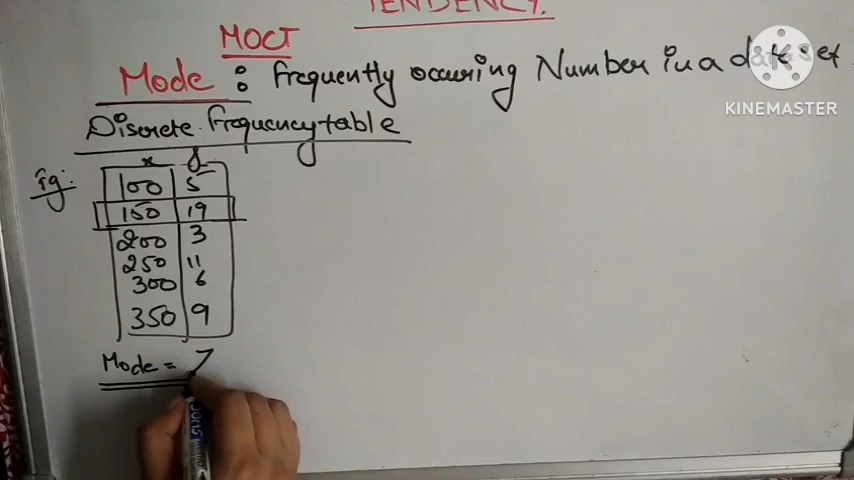 TENDENCY.
MOCT
Mode : Frequently occuring Number in a data set
KINEMASTER
Discrete frequency table
Eg:
x f
100 5
150 19
200 3
250 11
300 6
350 9
Mode =